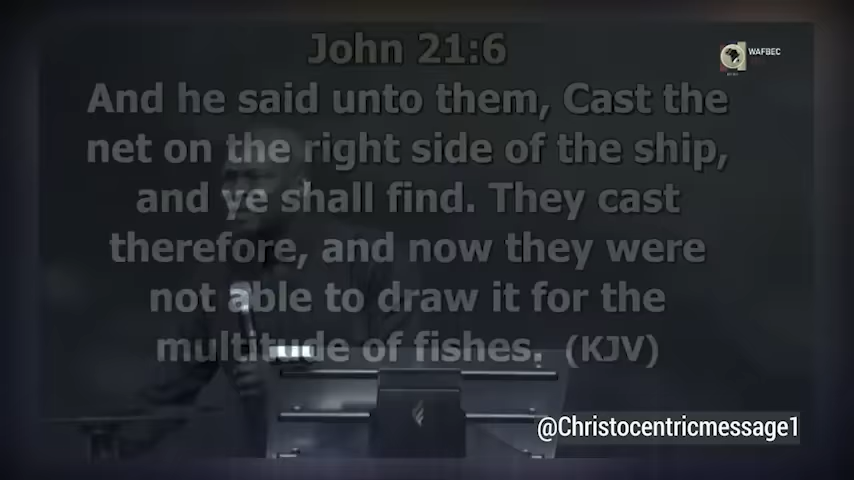 John 21:6
WAFBEC
And he said unto them, Cast the
net on the right side of the ship,
and ye shall find. They cast
therefore, and now they were
not able to draw it for the
multitude of fishes. (KJV)
@Christocentricmessage1